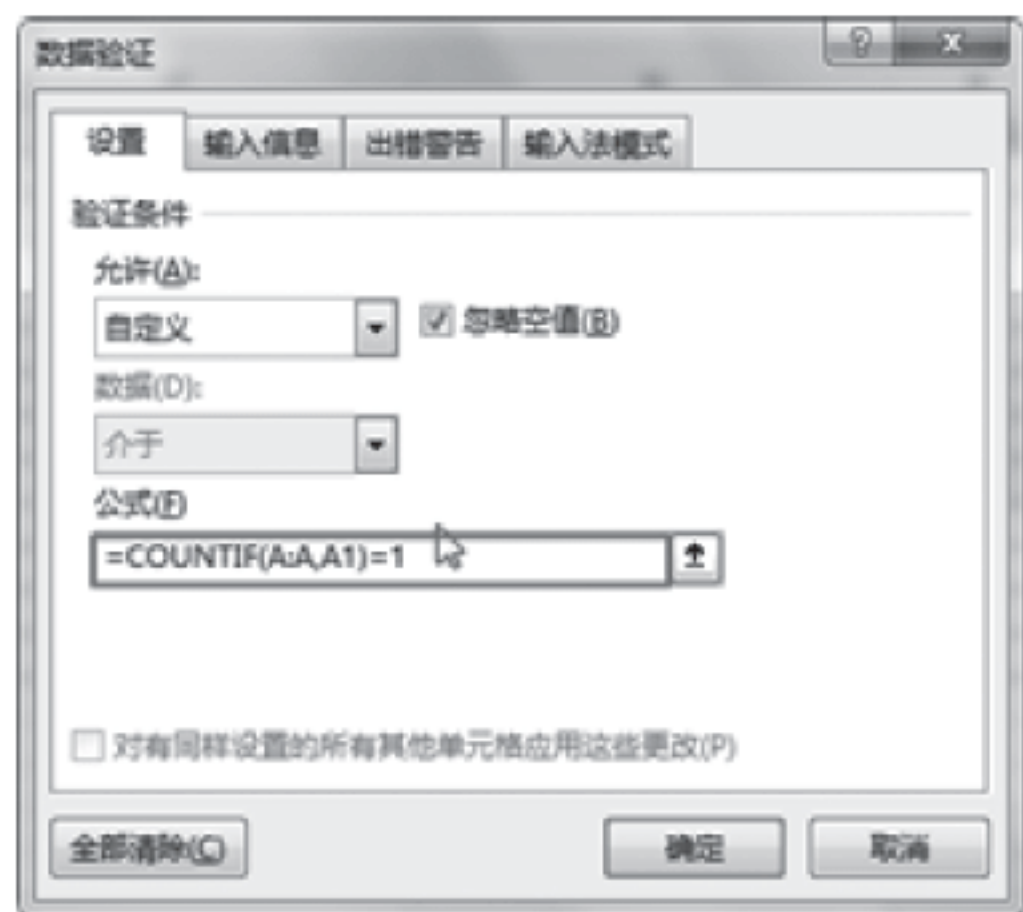 数据验证
设置 输入信息 出错警告 输入法模式
验证条件
允许(A):
自定义 忽略空值(B)
数据(D):
介于
公式(F)
=COUNTIF(A:A,A1)=1
对有同样设置的所有其他单元格应用这些更改(P)
全部清除(C) 确定 取消